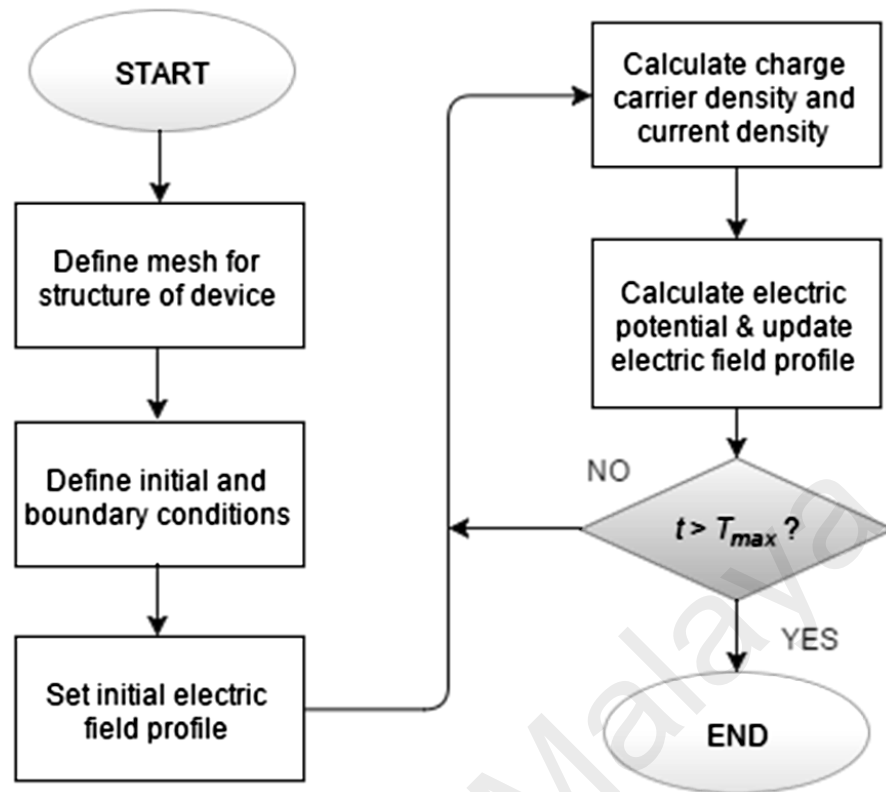 START
Define mesh for
structure of device
Define initial and
boundary conditions
Set initial electric
field profile
Calculate charge
carrier density and
current density
Calculate electric
potential & update
electric field profile
NO
t > Tmax ?
YES
END
Malaya